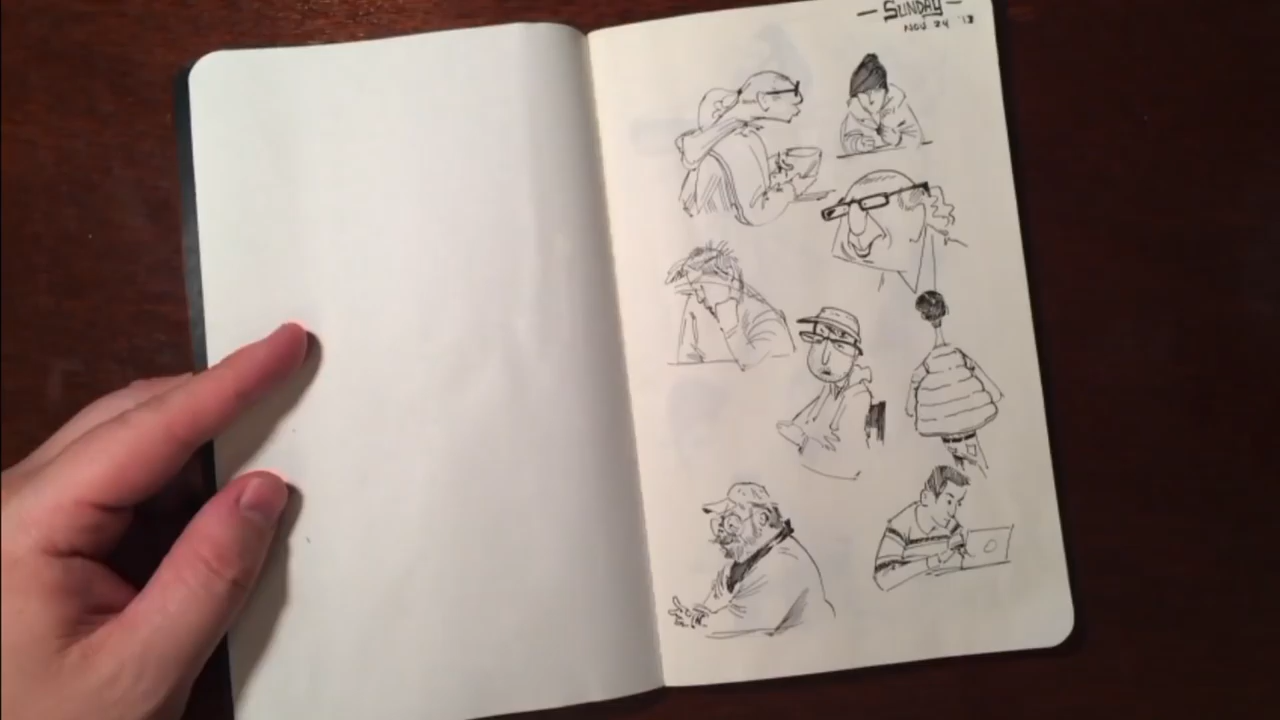 — SUNDAY —
NOV 24 '13